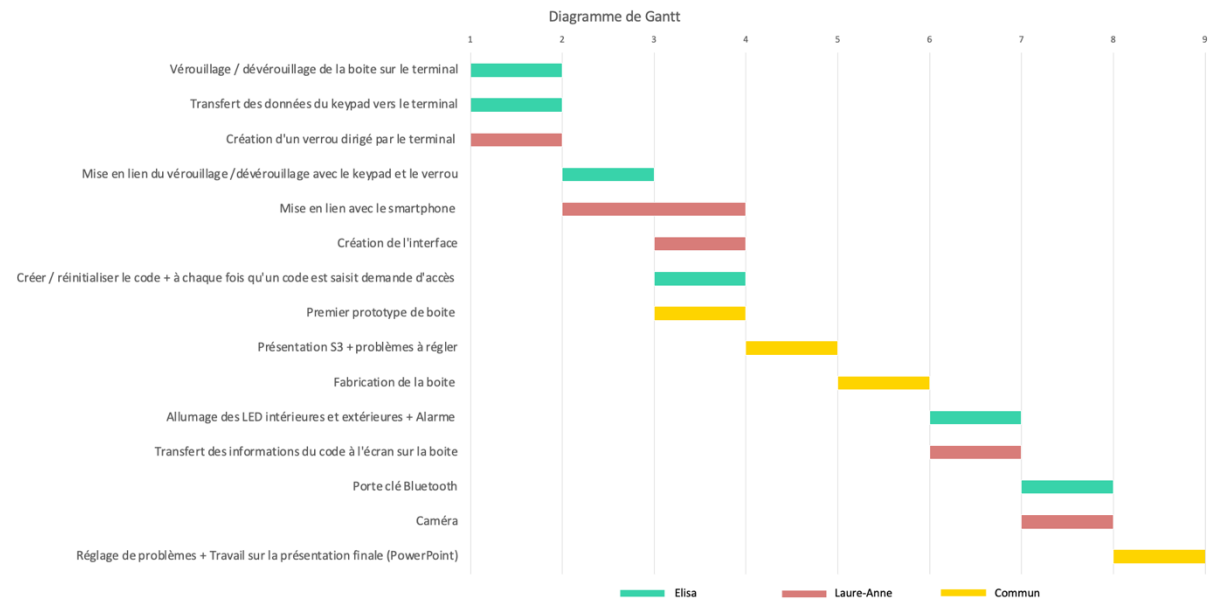 Diagramme de Gantt
1 2 3 4 5 6 7 8 9
Vérouillage / dévérouillage de la boite sur le terminal
Transfert des données du keypad vers le terminal
Création d'un verrou dirigé par le terminal
Mise en lien du vérouillage /dévérouillage avec le keypad et le verrou
Mise en lien avec le smartphone
Création de l'interface
Créer / réinitialiser le code + à chaque fois qu'un code est saisit demande d'accès
Premier prototype de boite
Présentation S3 + problèmes à régler
Fabrication de la boite
Allumage des LED intérieures et extérieures + Alarme
Transfert des informations du code à l'écran sur la boite
Porte clé Bluetooth
Caméra
Réglage de problèmes + Travail sur la présentation finale (PowerPoint)
Elisa Laure-Anne Commun